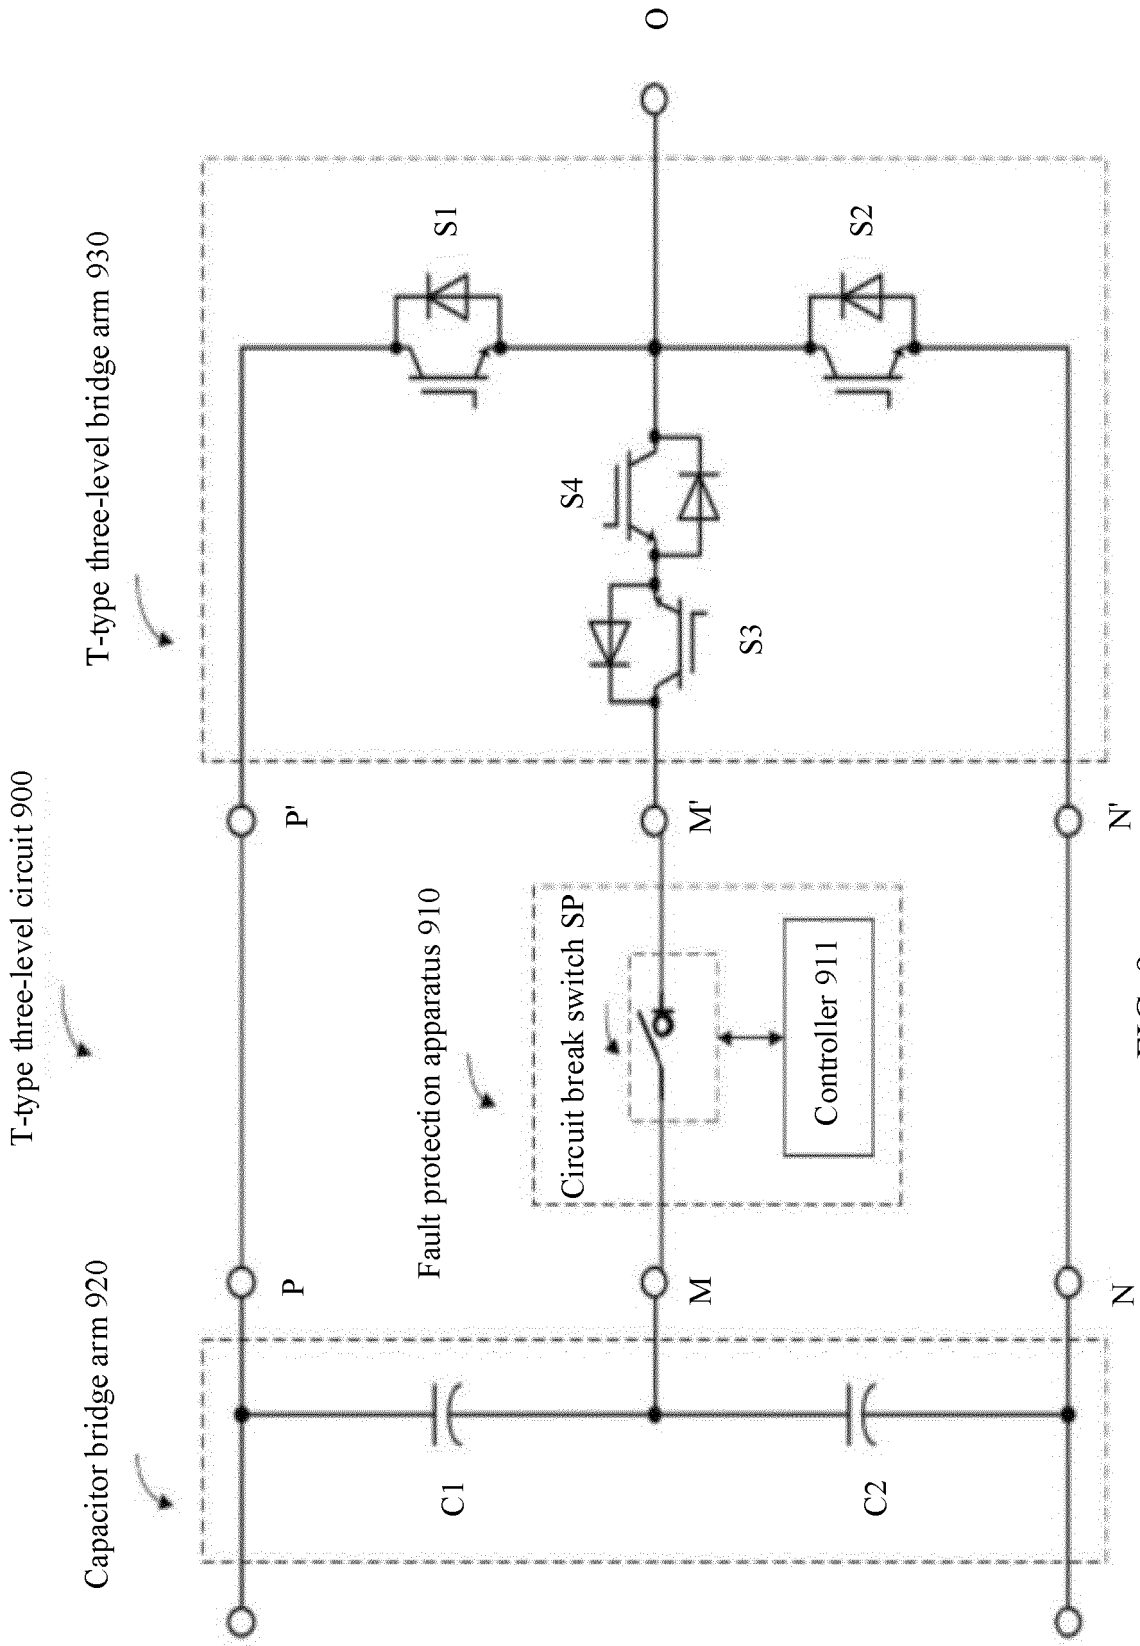 T-type three-level circuit 900
Capacitor bridge arm 920
T-type three-level bridge arm 930
P
P'
Fault protection apparatus 910
C1
S1
Circuit break switch SP
S4
M
M'
O
S3
Controller 911
C2
S2
N
N'